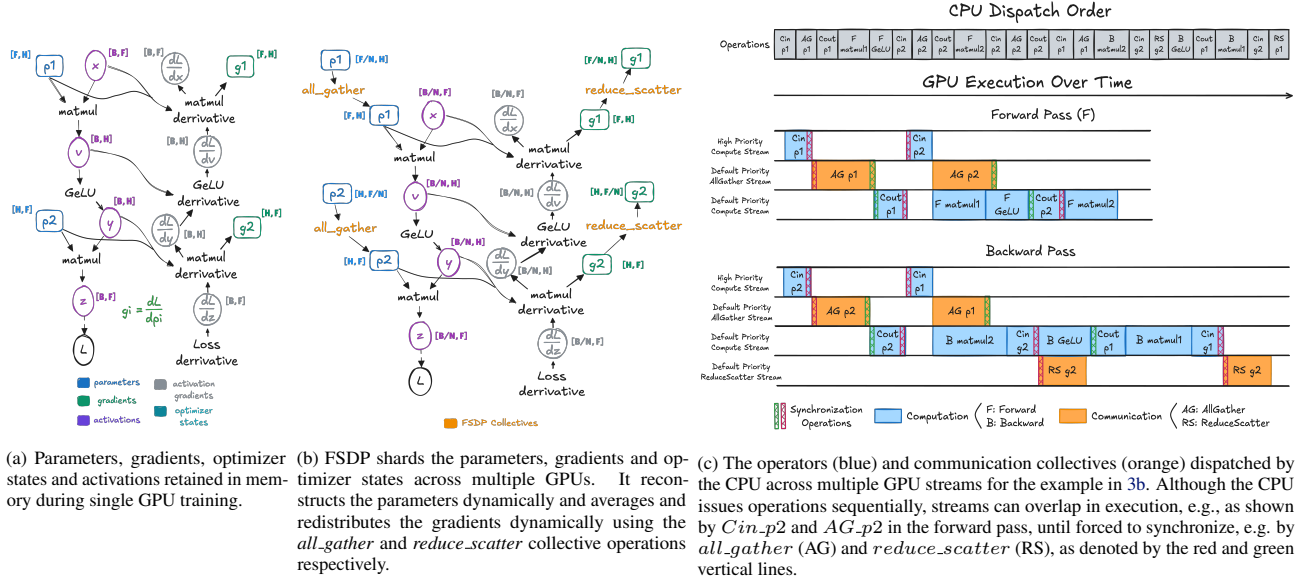 [F,H]
p1
[B,F]
x
[B,F]
dL
dx
g1
[F,H]
matmul
matmul
derivative
[B,H]
v
[B,H]
dL
dv
GeLU
GeLU
derivative
[H,F]
p2
[B,H]
y
dL
dy
[B,H]
g2
[H,F]
matmul
matmul
derivative
z
[B,F]
gi = dL
dpi
dL
dz
[B,F]
L
Loss
derivative
parameters
gradients
activations
activation
gradients
optimizer
states
(a) Parameters, gradients, optimizer
states and activations retained in mem-
ory during single GPU training.
p1
[F/N, H]
all_gather
[F,H]
p1
[B/N,F]
x
[B/N,F]
dL
dx
[F/N,H]
g1
reduce_scatter
g1
[F,H]
matmul
matmul
derrivative
v
[B/N,H]
[B/N,H]
dL
dv
p2
[H,F/N]
all_gather
GeLU
GeLU
derivative
[H,F/N]
g2
reduce_scatter
[H,F]
p2
y
[B/N,H]
dL
dy
[B/N,H]
g2
[H,F]
matmul
matmul
derrivative
z
[B/N,F]
dL
dz
[B/N,F]
L
Loss
derivative
FSDP Collectives
(b) FSDP shards the parameters, gradients and op-
timizer states across multiple GPUs. It recon-
structs the parameters dynamically and averages and
redistributes the gradients dynamically using the
all_gather and reduce_scatter collective operations
respectively.
CPU Dispatch Order
Operations
Cin p1
AG p1
Cout p1
F matmul1
F GeLU
Cin p2
AG p2
Cout p2
F matmul2
Cin p2
AG p2
Cout p2
Cin p1
AG p1
B matmul2
Cin g2
RS g2
B GeLU
Cout p1
B matmul1
Cin g2
RS p1
GPU Execution Over Time
Forward Pass (F)
High Priority
Compute Stream
Cin p1
Cin p2
Default Priority
AllGather Stream
AG p1
AG p2
Default Priority
Compute Stream
Cout p1
F matmul1
F GeLU
Cout p2
F matmul2
Backward Pass
High Priority
Compute Stream
Cin p2
Cin p1
Default Priority
AllGather Stream
AG p2
AG p1
Default Priority
Compute Stream
Cout p2
B matmul2
Cin g2
B GeLU
Cout p1
B matmul1
Cin g1
Default Priority
ReduceScatter Stream
RS g2
RS g2
Synchronization
Operations
Computation
F: Forward
B: Backward
Communication
AG: AllGather
RS: ReduceScatter
(c) The operators (blue) and communication collectives (orange) dispatched by
the CPU across multiple GPU streams for the example in 3b. Although the CPU
issues operations sequentially, streams can overlap in execution, e.g., as shown
by Cin_p2 and AG_p2 in the forward pass, until forced to synchronize, e.g. by
all_gather (AG) and reduce_scatter (RS), as denoted by the red and green
vertical lines.